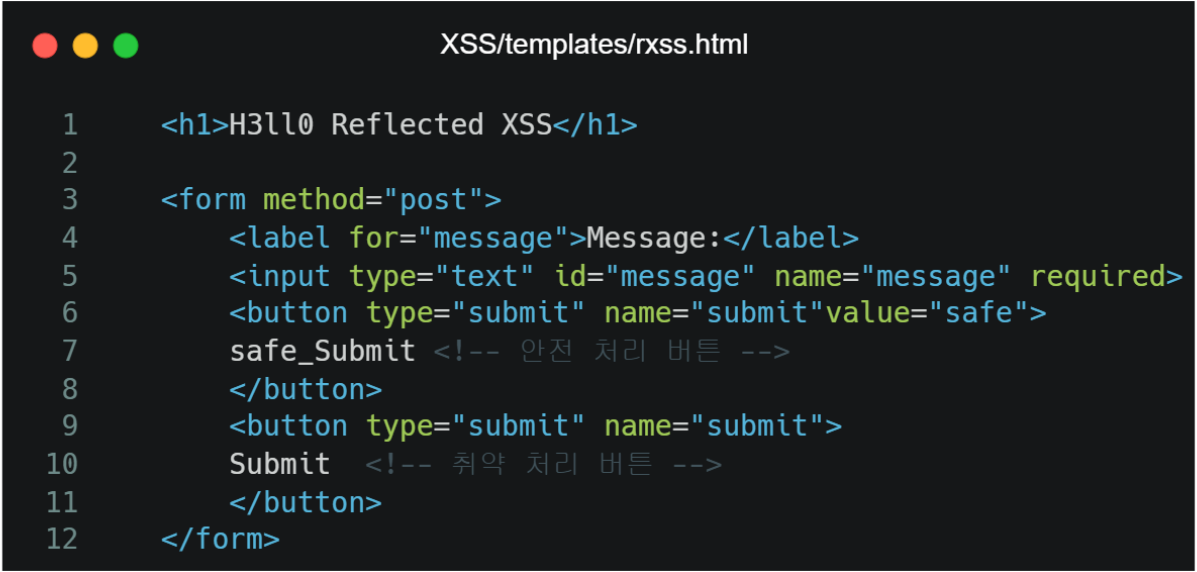 XSS/templates/rxss.html
1 <h1>H3ll0 Reflected XSS</h1>
2
3 <form method="post">
4 <label for="message">Message:</label>
5 <input type="text" id="message" name="message" required>
6 <button type="submit" name="submit"value="safe">
7 safe_Submit <!-- 안전 처리 버튼 -->
8 </button>
9 <button type="submit" name="submit">
10 Submit <!-- 취약 처리 버튼 -->
11 </button>
12 </form>